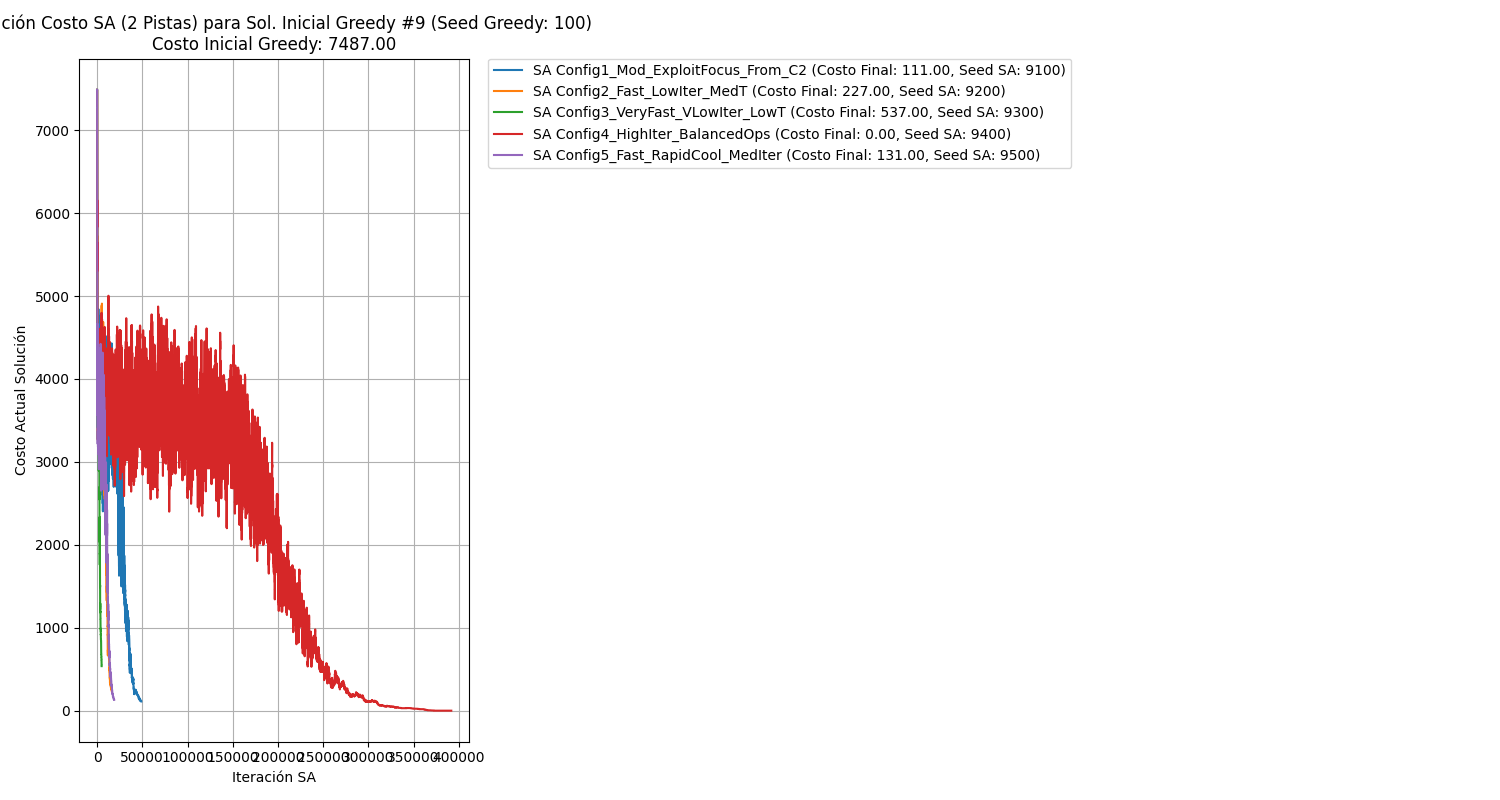 ción Costo SA (2 Pistas) para Sol. Inicial Greedy #9 (Seed Greedy: 100)
Costo Inicial Greedy: 7487.00
SA Config1_Mod_ExploitFocus_From_C2 (Costo Final: 111.00, Seed SA: 9100)
SA Config2_Fast_LowIter_MedT (Costo Final: 227.00, Seed SA: 9200)
SA Config3_VeryFast_VLowIter_LowT (Costo Final: 537.00, Seed SA: 9300)
SA Config4_HighIter_BalancedOps (Costo Final: 0.00, Seed SA: 9400)
SA Config5_Fast_RapidCool_MedIter (Costo Final: 131.00, Seed SA: 9500)
Costo Actual Solución
7000
6000
5000
4000
3000
2000
1000
0
0 50000 100000 150000 200000 250000 300000 350000 400000
Iteración SA